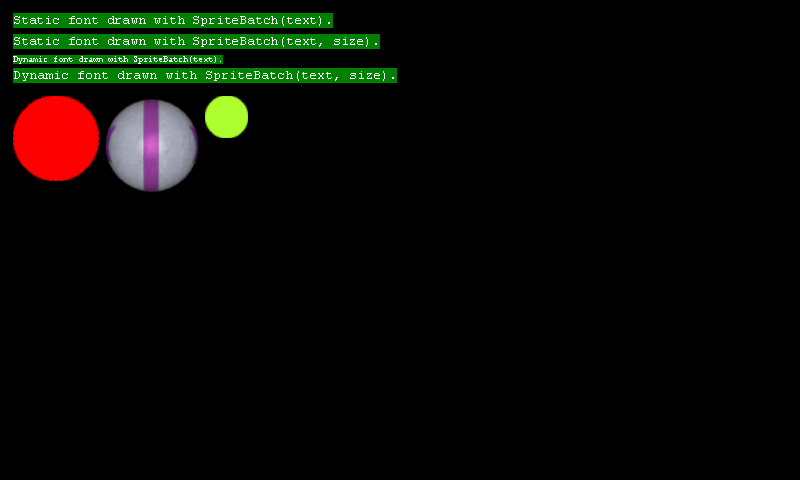 Static font drawn with SpriteBatch(text).
Static font drawn with SpriteBatch(text, size).
Dynamic font drawn with SpriteBatch(text).
Dynamic font drawn with SpriteBatch(text, size).